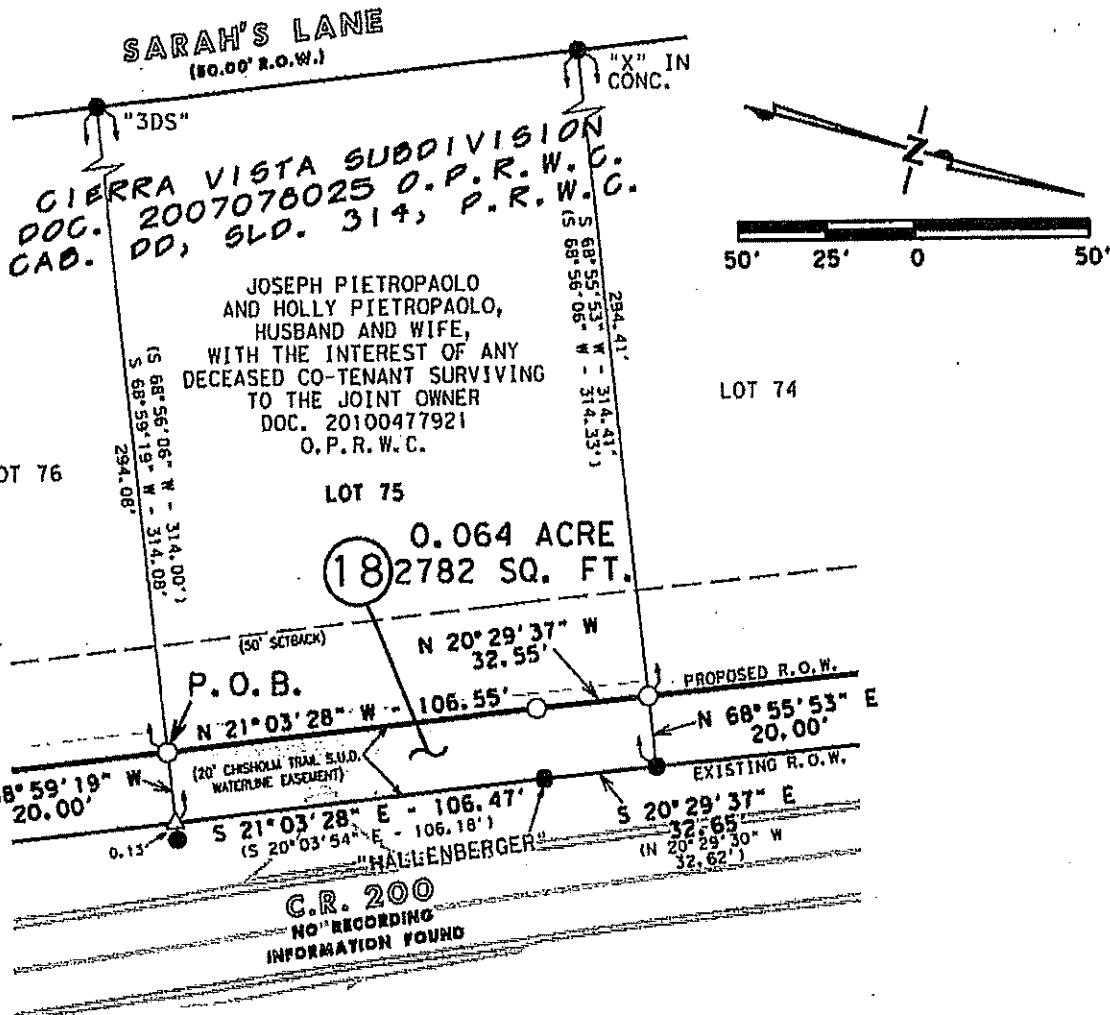 SARAH'S LANE
(50.00' R.O.W.)
"3DS"
"X" IN
CONC.
CIERRA VISTA SUBDIVISION
DOC. 2007078025 O.P.R.W.C.
CAB. DD, SLD. 314, P.R.W.C.
Z
50' 25' 0 50'
JOSEPH PIETROPAOLO
AND HOLLY PIETROPAOLO,
HUSBAND AND WIFE,
WITH THE INTEREST OF ANY
DECEASED CO-TENANT SURVIVING
TO THE JOINT OWNER
DOC. 20100477921
O.P.R.W.C.
(S 68°56'06" W - 314.00')
S 68°59'19" W - 314.08'
294.08'
294.41'
S 68°55'53" W - 314.41'
(S 68°56'06" W - 314.33')
LOT 74
OT 76
LOT 75
0.064 ACRE
18 2782 SQ. FT.
(50' SETBACK)
N 20°29'37" W
32.55'
P.O.B.
PROPOSED R.O.W.
N 21°03'28" W - 106.55'
N 68°55'53" E
20.00'
8°59'19" W
20.00'
(20' CHISHOLM TRAIL S.U.D.
WATERLINE EASEMENT)
EXISTING R.O.W.
S 21°03'28" E - 106.47'
(S 20°03'54" E - 106.18')
0.13'
S 20°29'37" E
32.65'
(N 20°29'30" W
32.62')
"HALLENBERGER"
C.R. 200
NO RECORDING
INFORMATION FOUND